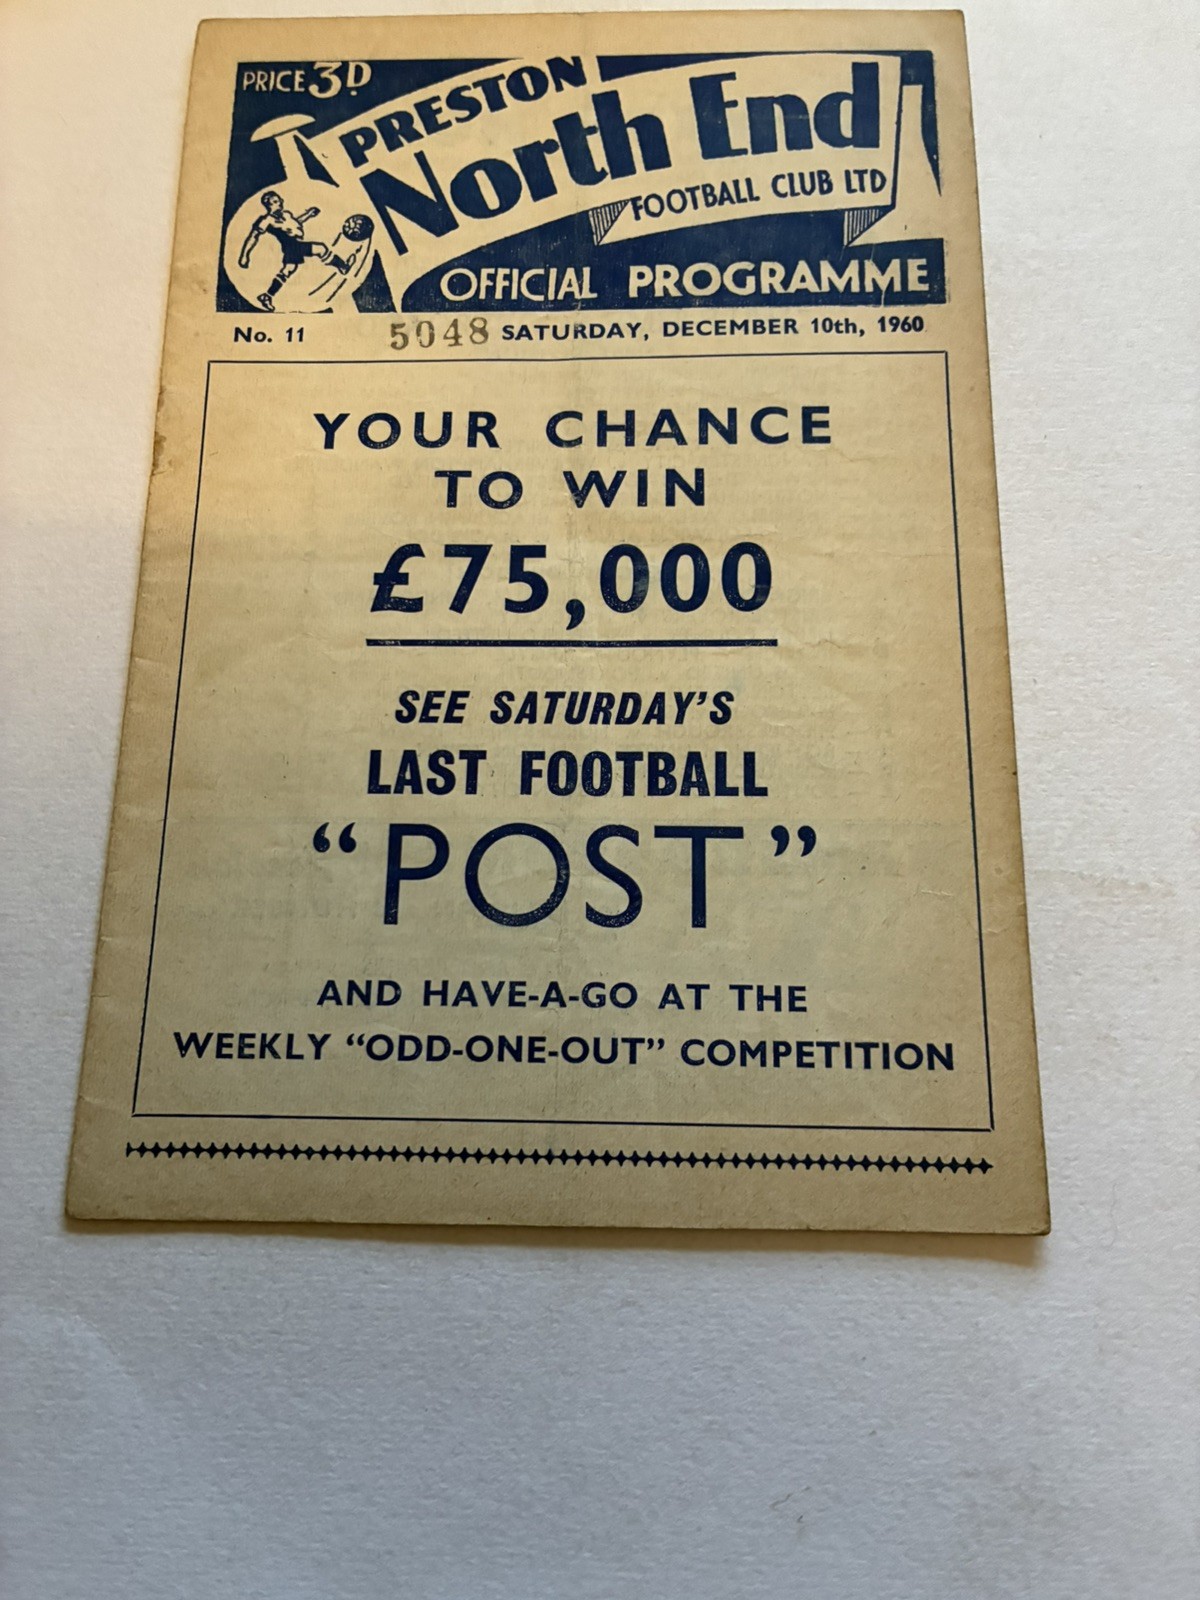 PRICE 3D.
PRESTON
North End
FOOTBALL CLUB LTD
OFFICIAL PROGRAMME
No. 11 5048 SATURDAY, DECEMBER 10th, 1960
YOUR CHANCE
TO WIN
£75,000
SEE SATURDAY'S
LAST FOOTBALL
“POST”
AND HAVE-A-GO AT THE
WEEKLY “ODD-ONE-OUT” COMPETITION